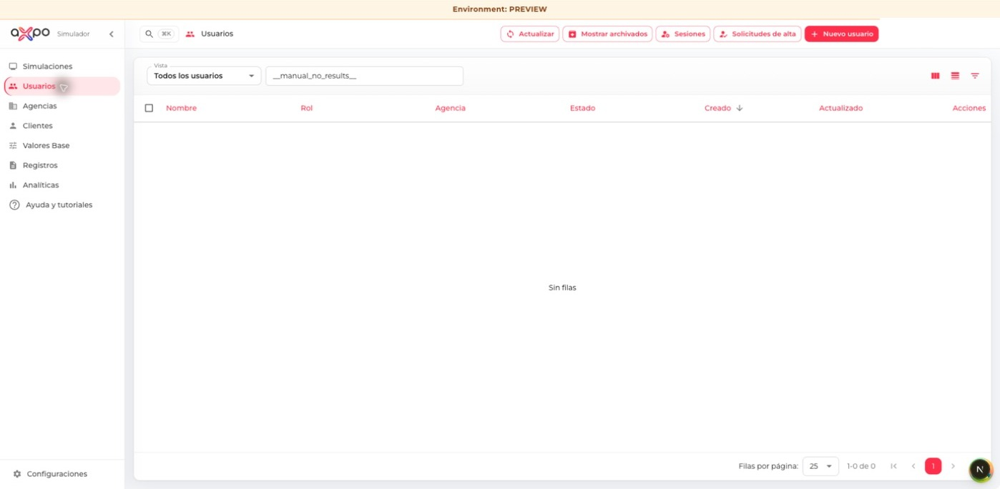 Environment: PREVIEW
axpo Simulador
⌘K Usuarios Actualizar Mostrar archivados Sesiones Solicitudes de alta + Nuevo usuario
Simulaciones
Usuarios
Agencias
Clientes
Valores Base
Registros
Analíticas
Ayuda y tutoriales
Configuraciones
Vista
Todos los usuarios __manual_no_results__
Nombre Rol Agencia Estado Creado Actualizado Acciones
Sin filas
Filas por página: 25 1-0 de 0 1
N